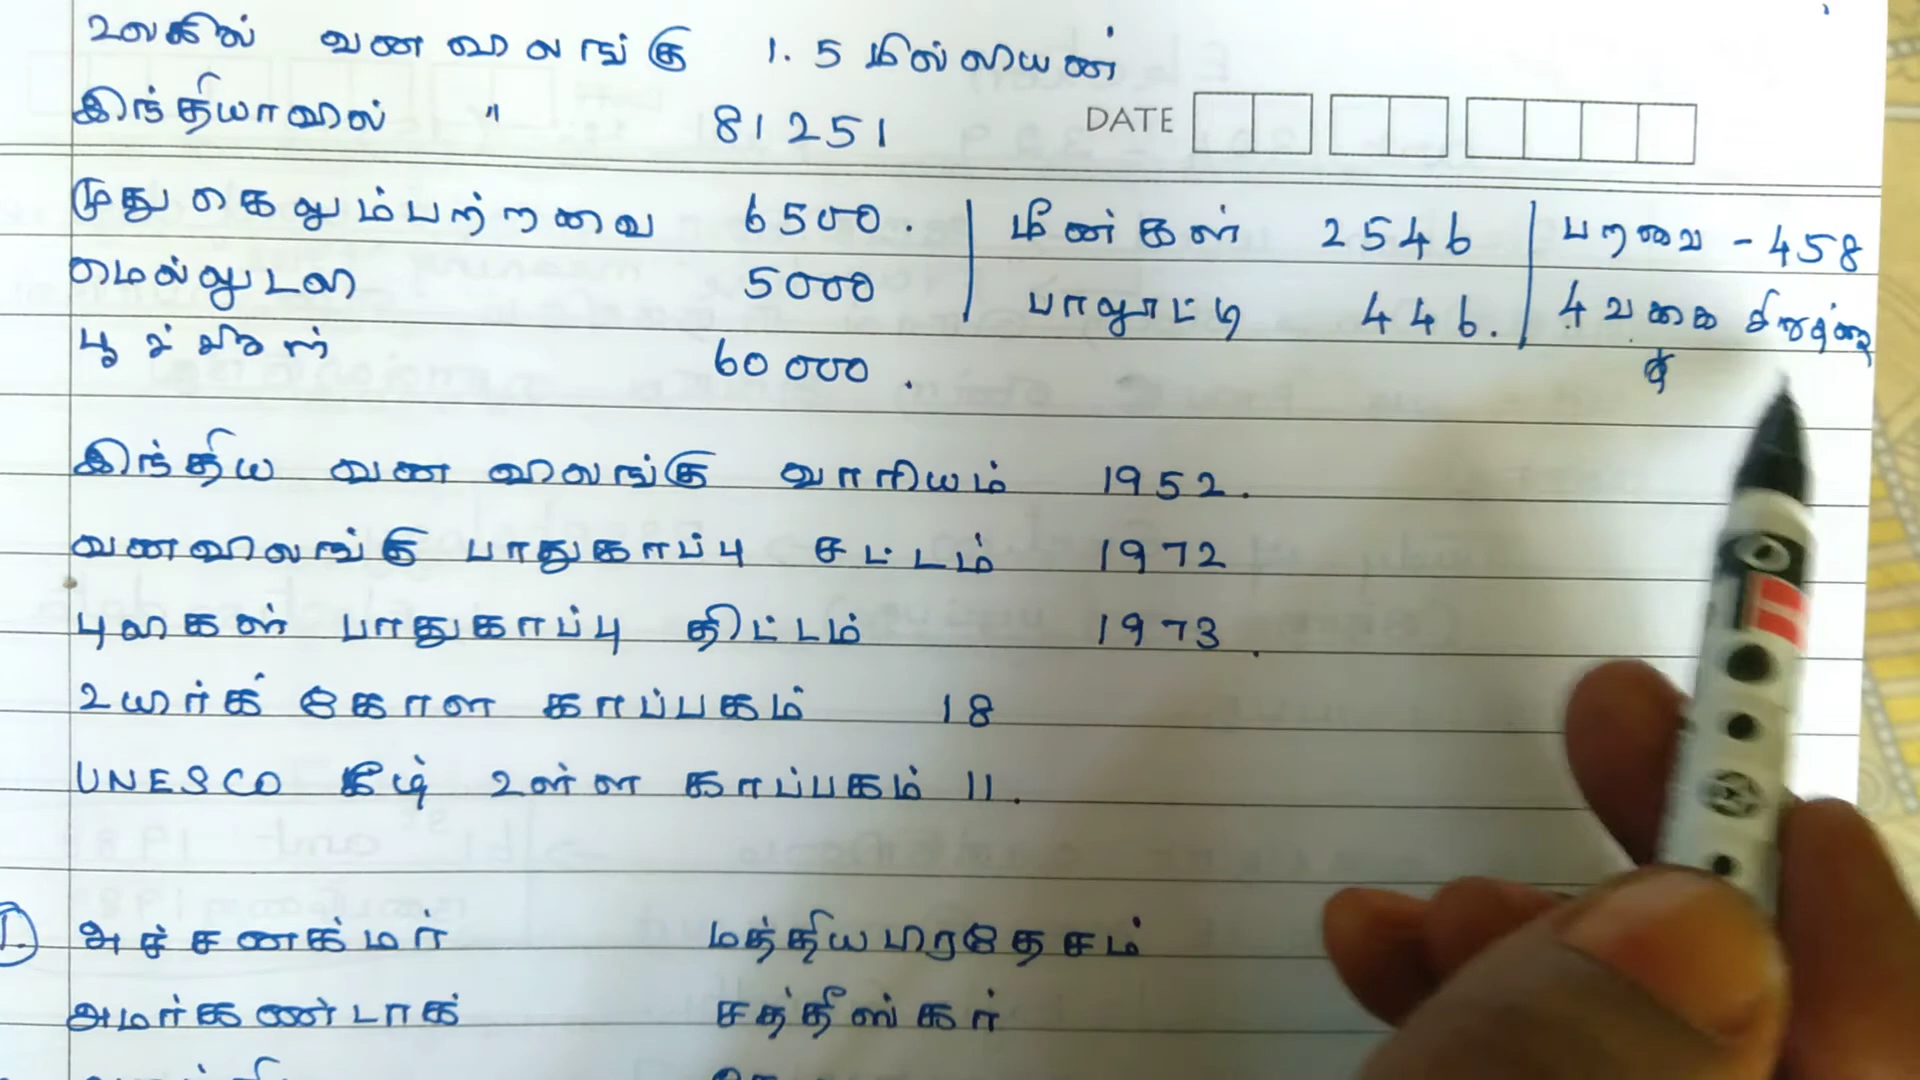 உலகில் வன விலங்கு 1.5 மில்லியன்
இந்தியாவில் " 81251
DATE
முதுகெலும்பற்றவை 6500. | மீன்கள் 2546 | பறவை - 458
மெல்லுடலி 5000 பாலூட்டி 446. 4 வகை சிறுத்தை
பூச்சிகள் 60000.
இந்திய வன விலங்கு வாரியம் 1952.
வனவிலங்கு பாதுகாப்பு சட்டம் 1972
புலிகள் பாதுகாப்பு திட்டம் 1973.
உயிர்க் கோள காப்பகம் 18
UNESCO கீழ் உள்ள காப்பகம் 11.
1. அச்சனக்மர் மத்தியபிரதேசம்
அமர்கண்டாக் சத்தீஸ்கர்